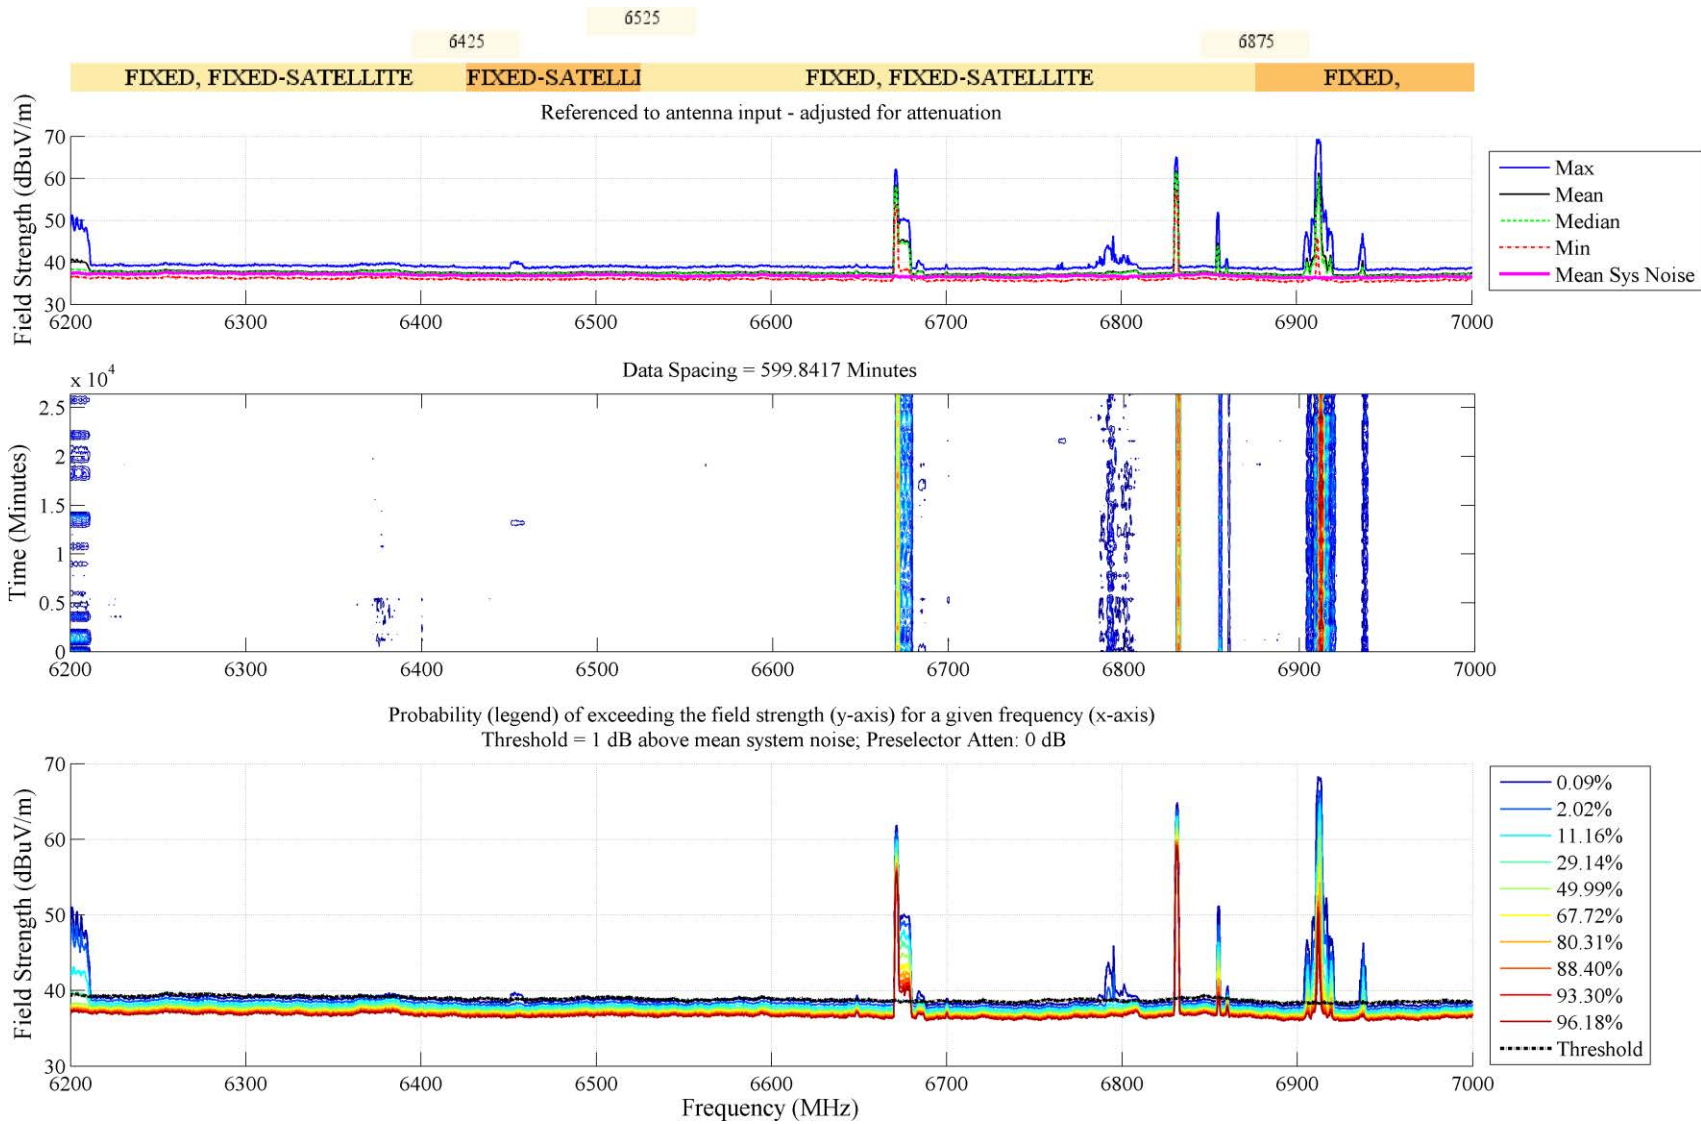 6525
6425
6875
FIXED, FIXED-SATELLITE
FIXED-SATELLI
FIXED, FIXED-SATELLITE
FIXED,
Referenced to antenna input - adjusted for attenuation
Field Strength (dBuV/m)
70
60
50
40
30
6200
6300
6400
6500
6600
6700
6800
6900
7000
Max
Mean
Median
Min
Mean Sys Noise
Data Spacing = 599.8417 Minutes
x 10^4
Time (Minutes)
2.5
2
1.5
1
0.5
0
6200
6300
6400
6500
6600
6700
6800
6900
7000
Probability (legend) of exceeding the field strength (y-axis) for a given frequency (x-axis)
Threshold = 1 dB above mean system noise; Preselector Atten: 0 dB
Field Strength (dBuV/m)
70
60
50
40
30
6200
6300
6400
6500
6600
6700
6800
6900
7000
Frequency (MHz)
0.09%
2.02%
11.16%
29.14%
49.99%
67.72%
80.31%
88.40%
93.30%
96.18%
Threshold